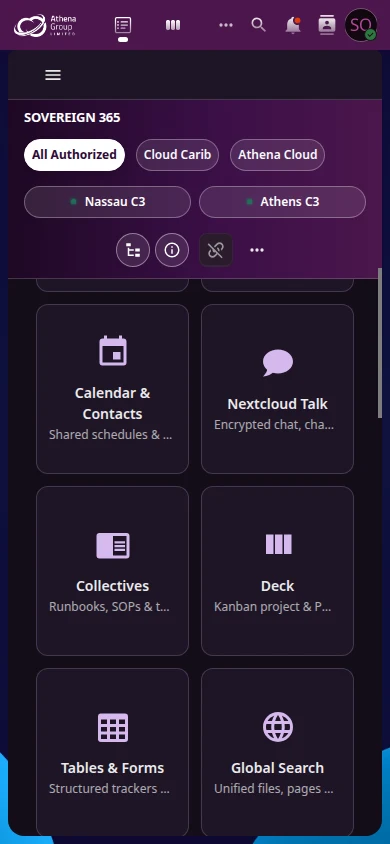 Athena
Group
LIMITED
SO
SOVEREIGN 365
All Authorized
Cloud Carib
Athena Cloud
Nassau C3
Athens C3
Calendar &
Contacts
Shared schedules & ...
Nextcloud Talk
Encrypted chat, cha...
Collectives
Runbooks, SOPs & t...
Deck
Kanban project & P...
Tables & Forms
Structured trackers ...
Global Search
Unified files, pages ...